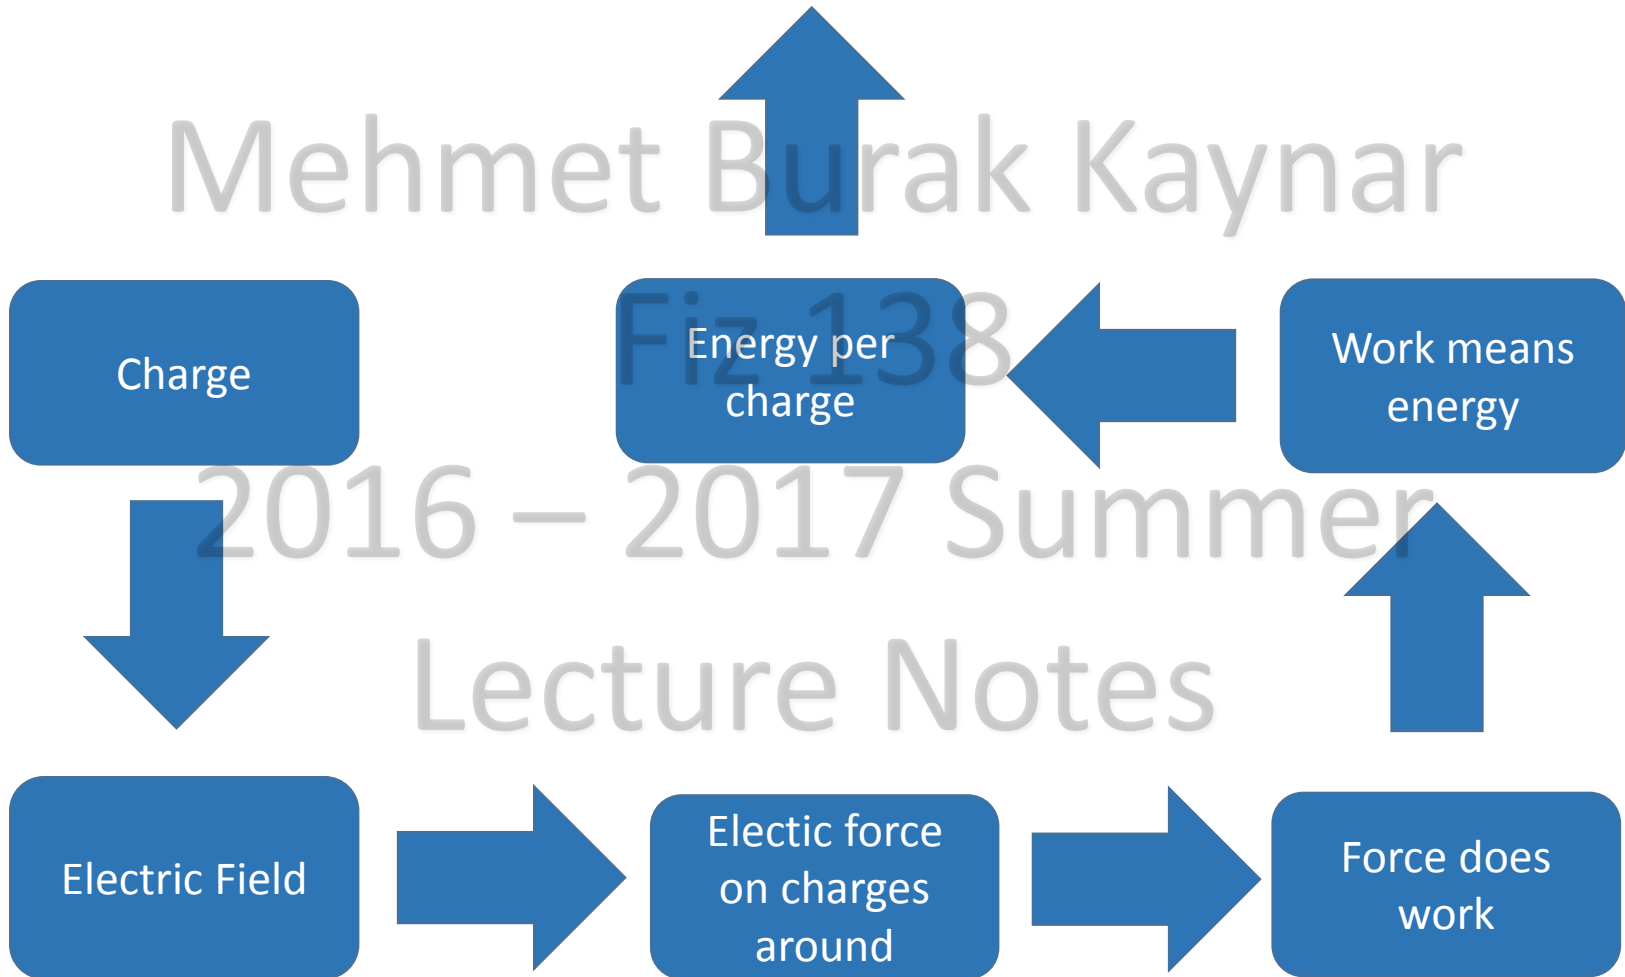 Mehmet Burak Kaynar
Fiz 138
2016 – 2017 Summer
Lecture Notes
Charge
Electric Field
Electic force
on charges
around
Force does
work
Work means
energy
Energy per
charge